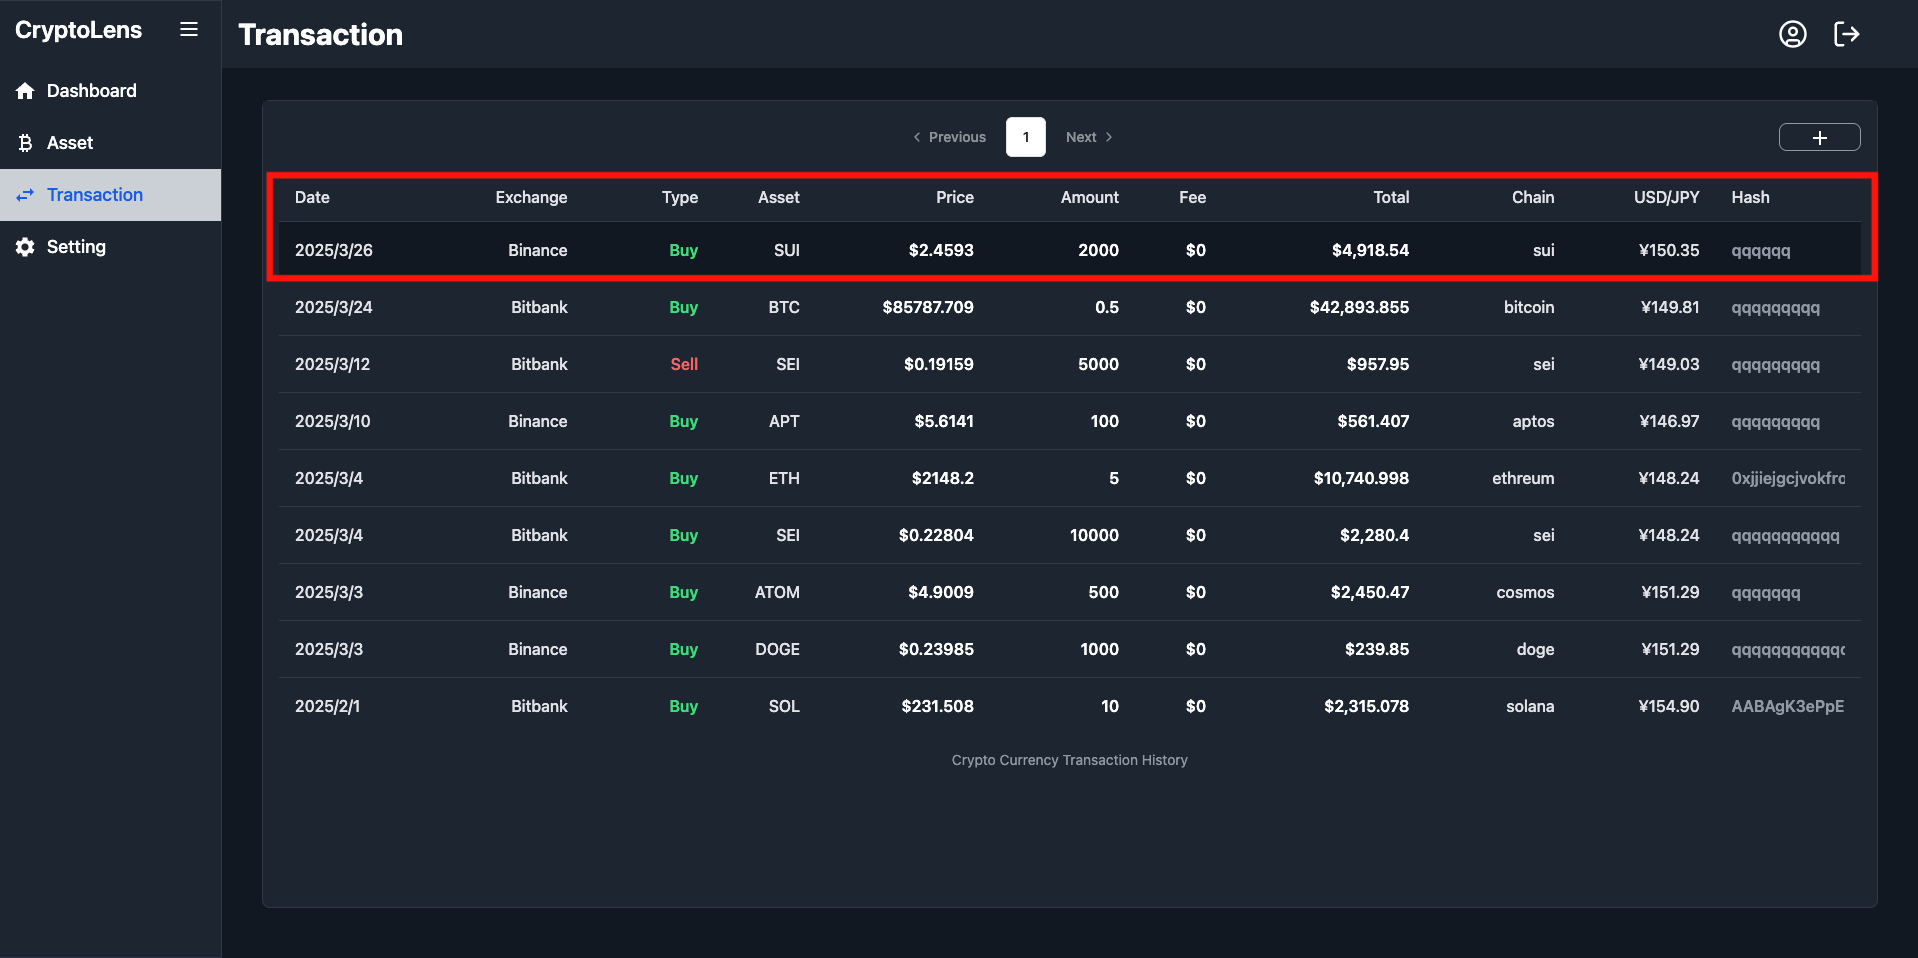 CryptoLens
Transaction
Dashboard
Asset
Transaction
Setting
Previous 1 Next
Date Exchange Type Asset Price Amount Fee Total Chain USD/JPY Hash
2025/3/26 Binance Buy SUI $2.4593 2000 $0 $4,918.54 sui ¥150.35 qqqqqq
2025/3/24 Bitbank Buy BTC $85787.709 0.5 $0 $42,893.855 bitcoin ¥149.81 qqqqqqqqq
2025/3/12 Bitbank Sell SEI $0.19159 5000 $0 $957.95 sei ¥149.03 qqqqqqqqq
2025/3/10 Binance Buy APT $5.6141 100 $0 $561.407 aptos ¥146.97 qqqqqqqqq
2025/3/4 Bitbank Buy ETH $2148.2 5 $0 $10,740.998 ethreum ¥148.24 0xjjiejgcjvokfro
2025/3/4 Bitbank Buy SEI $0.22804 10000 $0 $2,280.4 sei ¥148.24 qqqqqqqqqqq
2025/3/3 Binance Buy ATOM $4.9009 500 $0 $2,450.47 cosmos ¥151.29 qqqqqqq
2025/3/3 Binance Buy DOGE $0.23985 1000 $0 $239.85 doge ¥151.29 qqqqqqqqqqqq
2025/2/1 Bitbank Buy SOL $231.508 10 $0 $2,315.078 solana ¥154.90 AABAgK3ePpE
Crypto Currency Transaction History